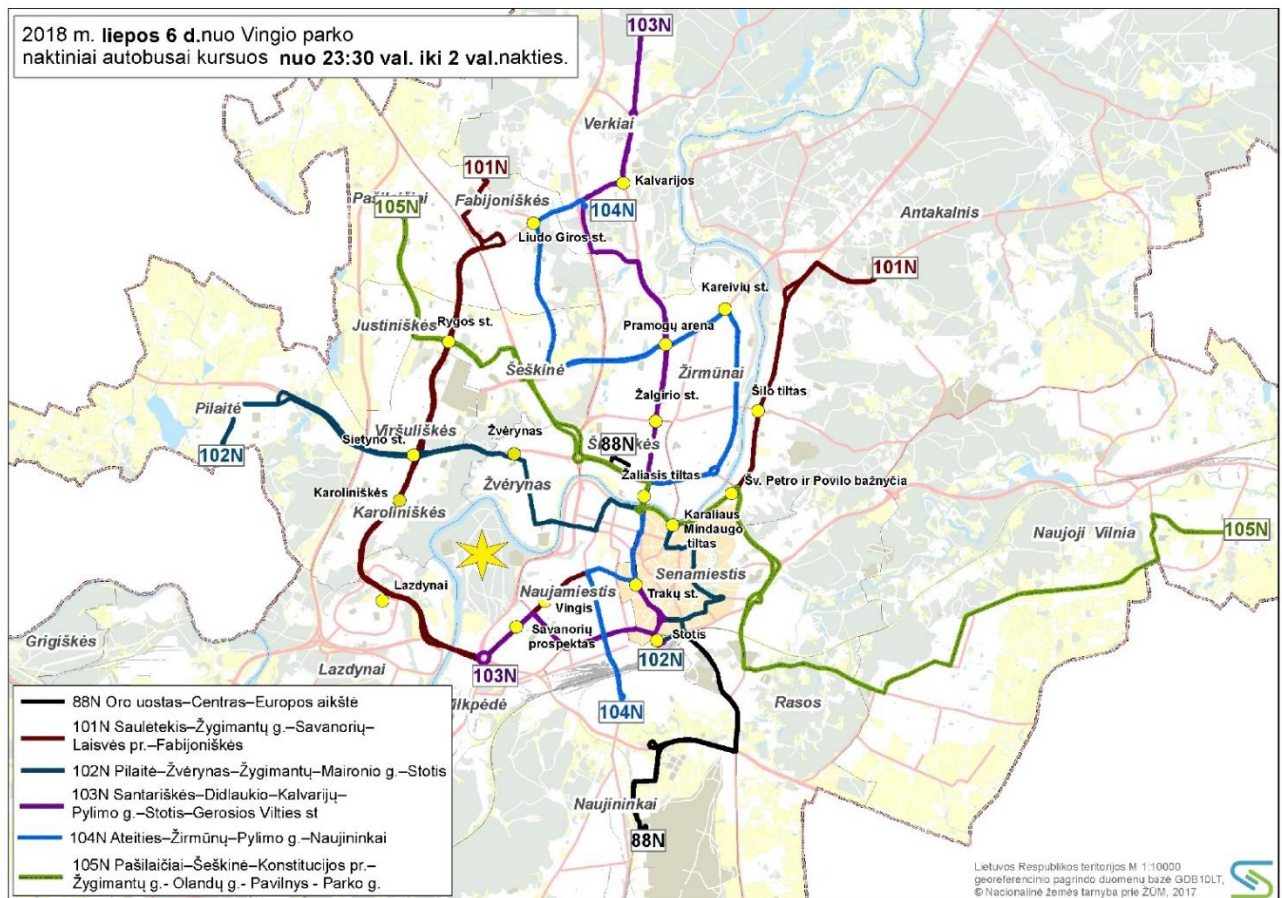 2018 m. liepos 6 d.nuo Vingio parko
naktiniai autobusai kursuos nuo 23:30 val. iki 2 val.nakties.
103N
Verkiai
101N
Kalvarijos
Pašilaičiai
Fabijoniškės
105N
104N
Antakalnis
Liudo Giros st.
101N
Kareivių st.
Justiniškės
Rygos st.
Pramogų arena
Šeškinė
Žirmūnai
Pilaitė
Žalgirio st.
Šilo tiltas
Viršuliškės
Sietyno st.
Žvėrynas
88N
102N
Žaliasis tiltas
Šv. Petro ir Povilo bažnyčia
Žvėrynas
Karoliniškės
Karoliniškės
Karaliaus
Mindaugo
tiltas
Naujoji Vilnia
105N
Senamiestis
Lazdynai
Naujamiestis
Trakų st.
Vingis
Savanorių
prospektas
Stotis
Grigiškės
Lazdynai
103N
102N
Rasos
104N
Naujininkai
88N
88N Oro uostas–Centras–Europos aikštė
101N Saulėtekis–Žygimantų g.–Savanorių–
Laisvės pr.–Fabijoniškės
102N Pilaitė–Žvėrynas–Žygimantų–Maironio g.–Stotis
103N Santariškės–Didlaukio–Kalvarijų–
Pylimo g.–Stotis–Gerosios Vilties st
104N Ateities–Žirmūnų–Pylimo g.–Naujininkai
105N Pašilaičiai–Šeškinė–Konstitucijos pr.–
Žygimantų g.- Olandų g.- Pavilnys - Parko g.
Lietuvos Respublikos teritorijos M 1:10000
georeferencinio pagrindo duomenų bazė GDB10LT,
© Nacionalinė žemės tarnyba prie ŽŪM, 2017